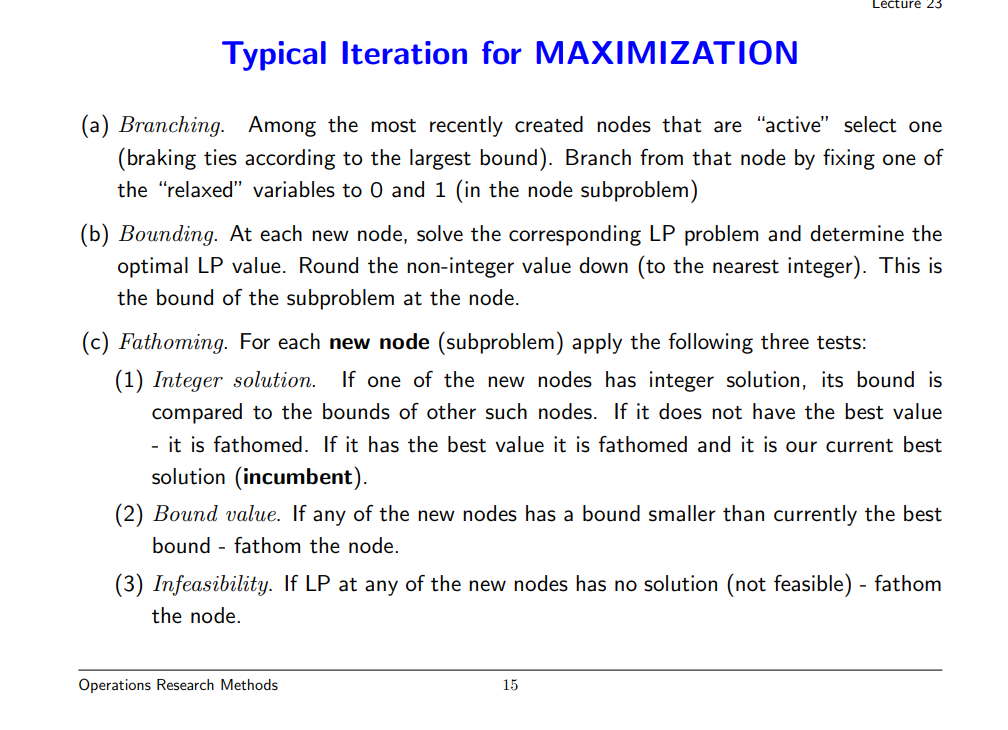 Lecture 23
Typical Iteration for MAXIMIZATION
(a) Branching. Among the most recently created nodes that are “active” select one
(braking ties according to the largest bound). Branch from that node by fixing one of
the “relaxed” variables to 0 and 1 (in the node subproblem)
(b) Bounding. At each new node, solve the corresponding LP problem and determine the
optimal LP value. Round the non-integer value down (to the nearest integer). This is
the bound of the subproblem at the node.
(c) Fathoming. For each new node (subproblem) apply the following three tests:
(1) Integer solution. If one of the new nodes has integer solution, its bound is
compared to the bounds of other such nodes. If it does not have the best value
- it is fathomed. If it has the best value it is fathomed and it is our current best
solution (incumbent).
(2) Bound value. If any of the new nodes has a bound smaller than currently the best
bound - fathom the node.
(3) Infeasibility. If LP at any of the new nodes has no solution (not feasible) - fathom
the node.
Operations Research Methods 15